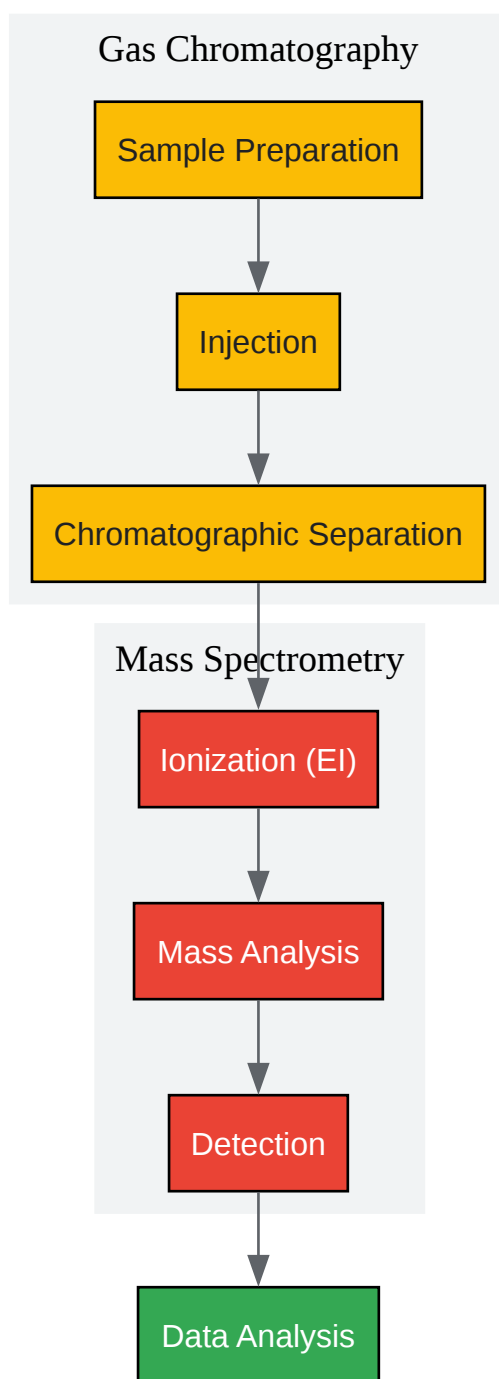 Gas Chromatography
Sample Preparation
Injection
Chromatographic Separation
Mass Spectrometry
Ionization (EI)
Mass Analysis
Detection
Data Analysis